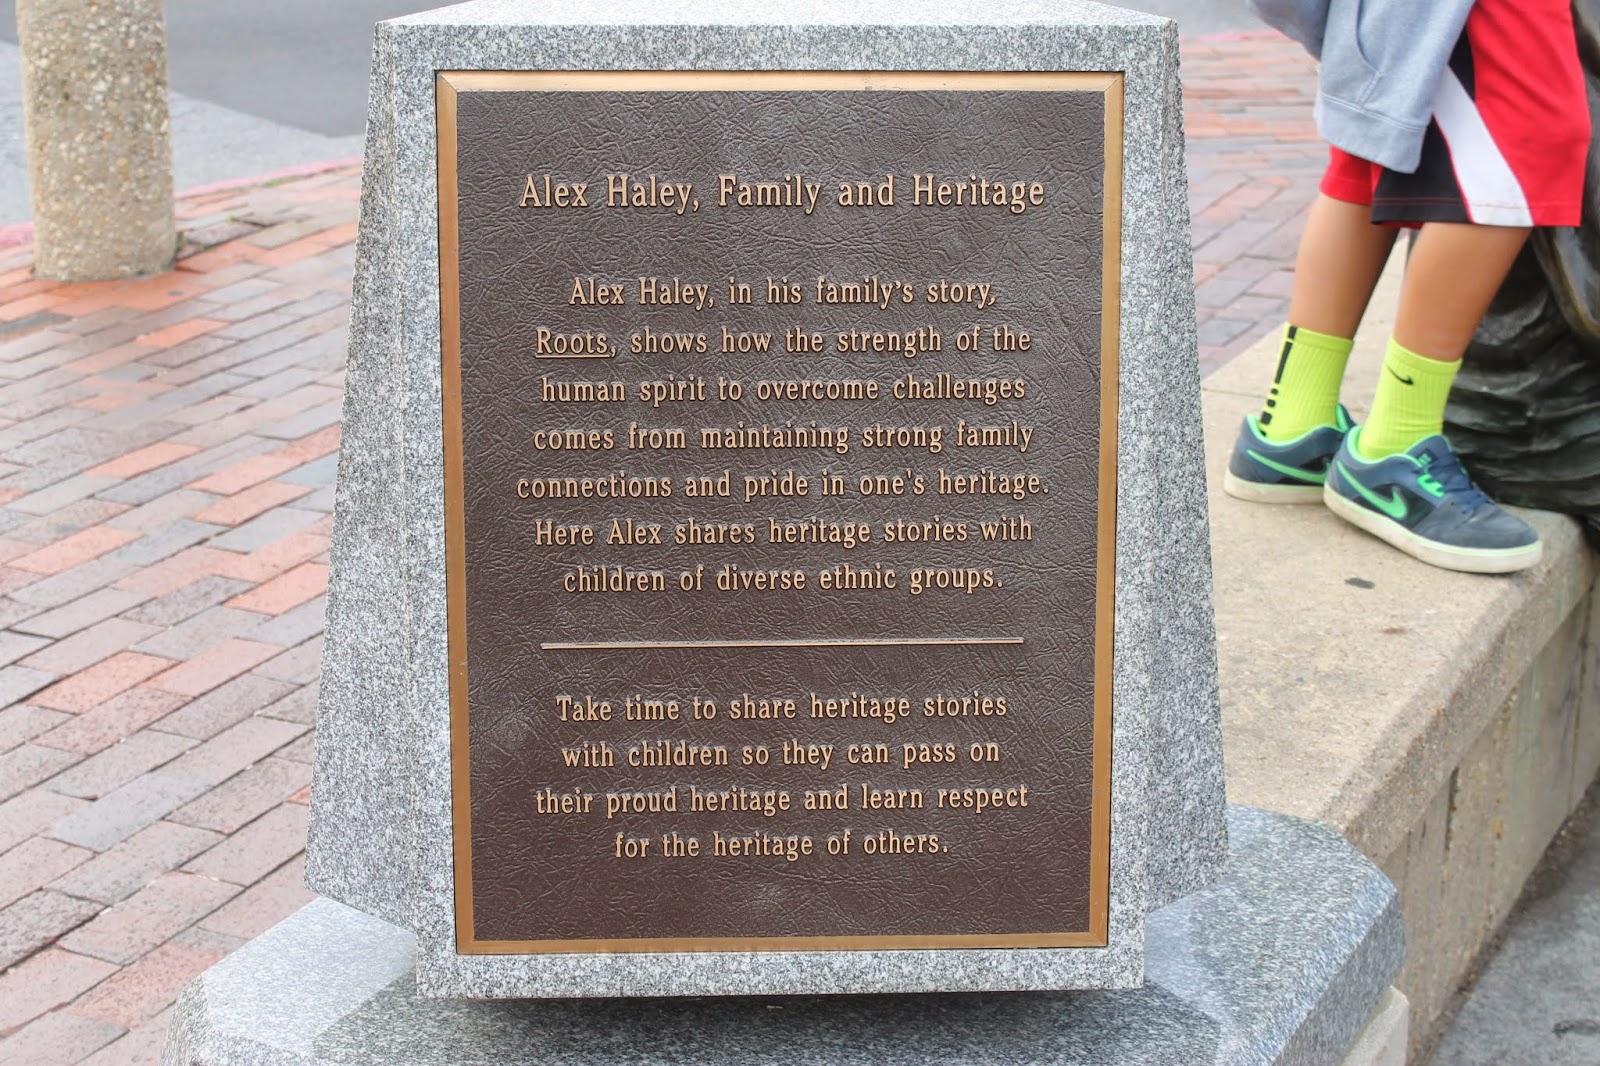 Alex Haley, Family and Heritage
Alex Haley, in his family's story,
Roots, shows how the strength of the
human spirit to overcome challenges
comes from maintaining strong family
connections and pride in one's heritage.
Here Alex shares heritage stories with
children of diverse ethnic groups.
Take time to share heritage stories
with children so they can pass on
their proud heritage and learn respect
for the heritage of others.